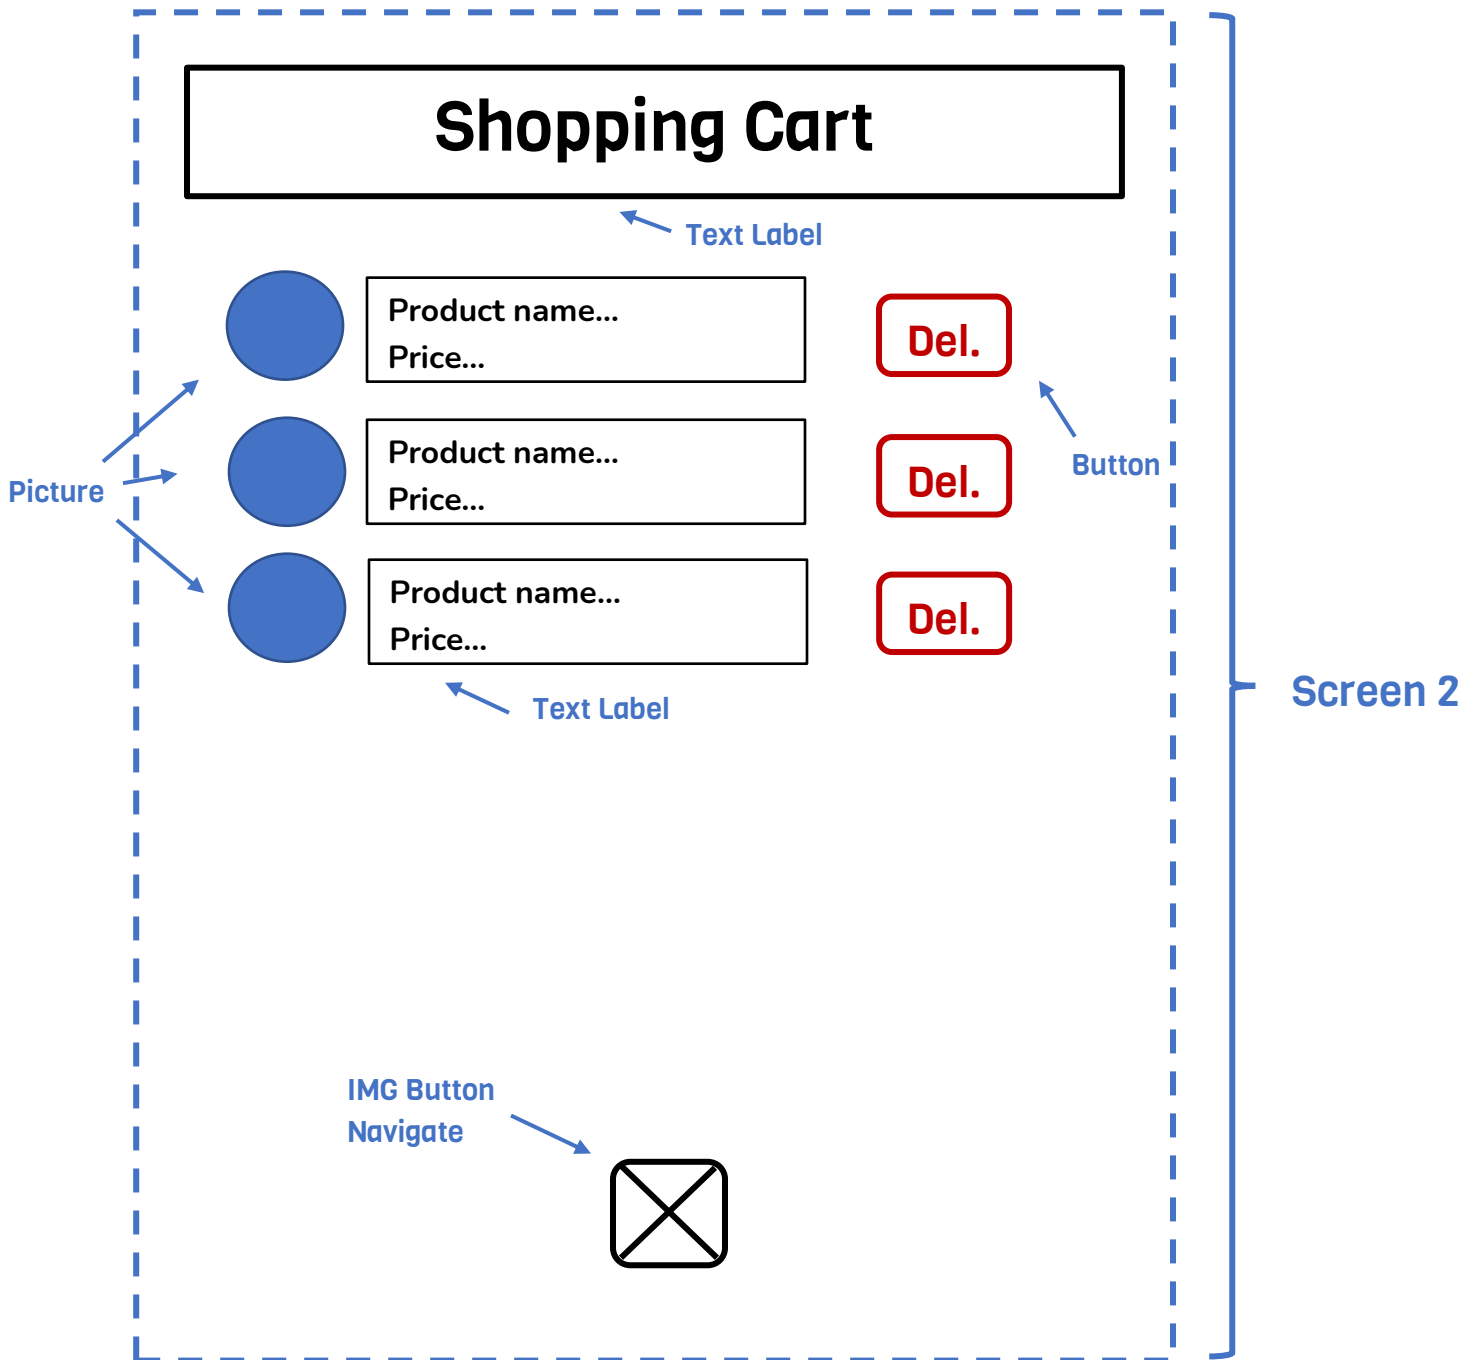 Shopping Cart
Text Label
Product name...
Price...
Del.
Button
Picture
Product name...
Price...
Del.
Product name...
Price...
Del.
Text Label
Screen 2
IMG Button
Navigate